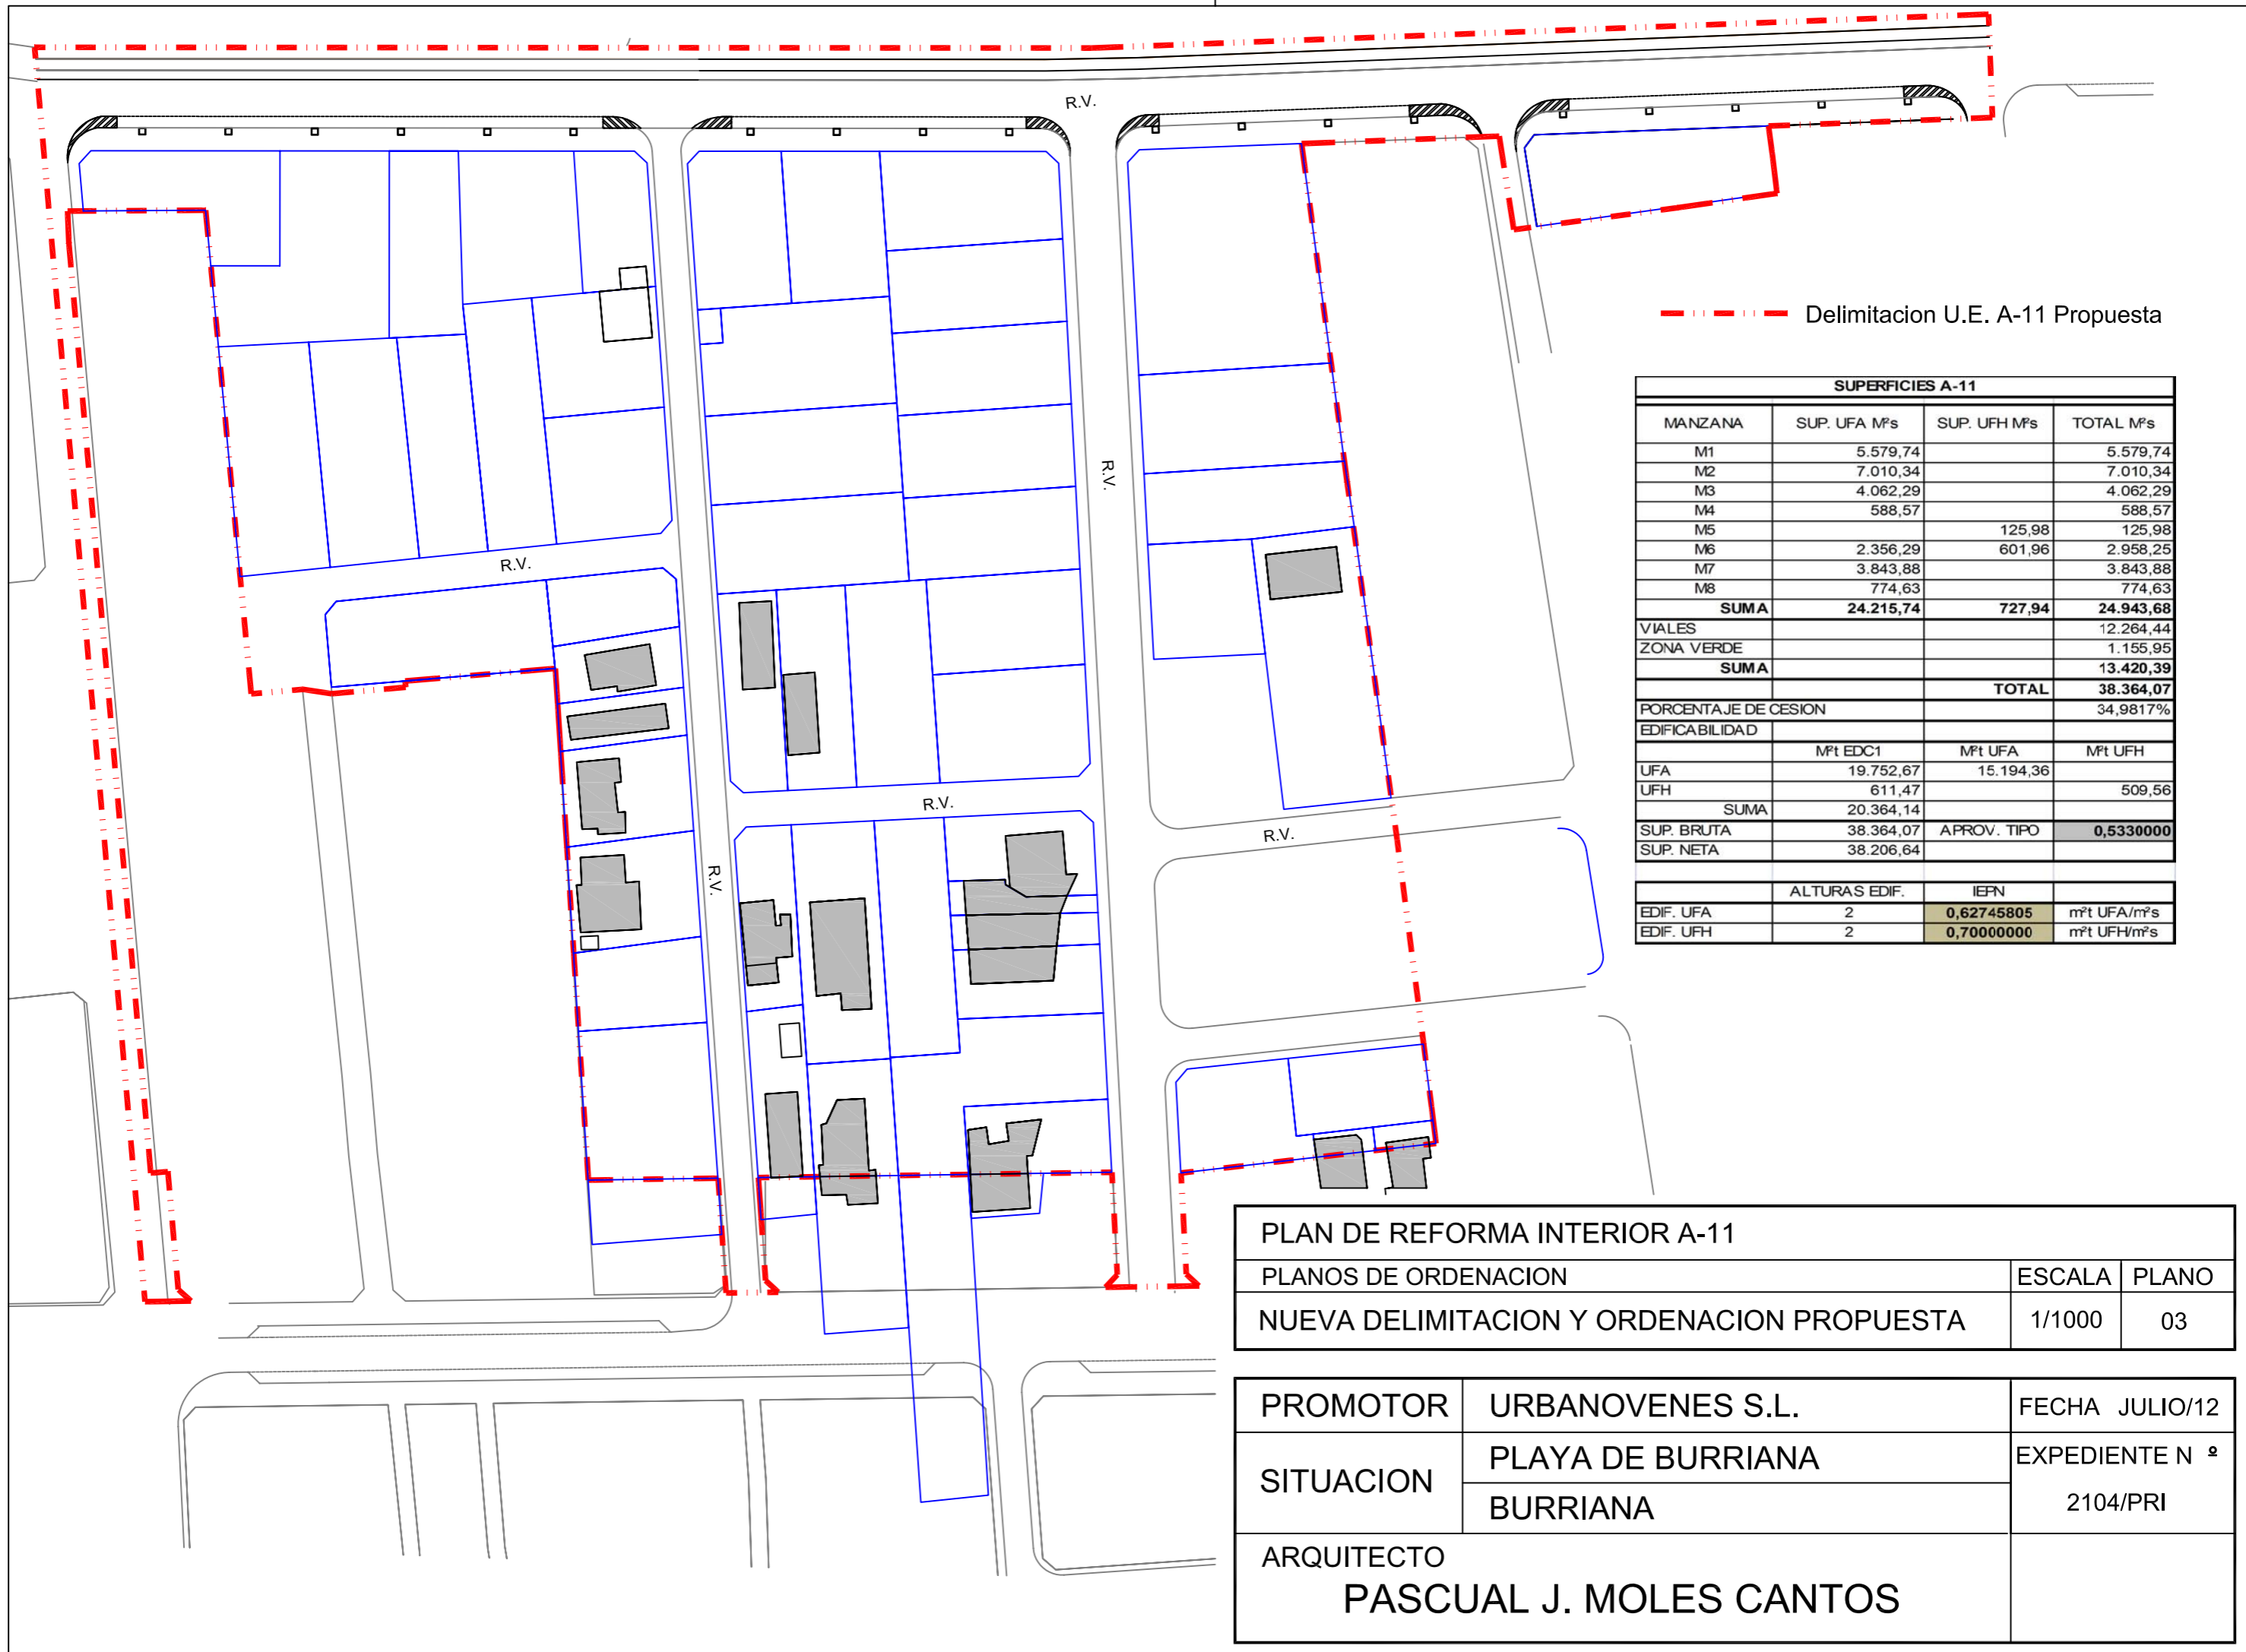 R.V.
R.V.
R.V.
R.V.
R.V.
R.V.
Delimitacion U.E. A-11 Propuesta
SUPERFICIES A-11
MANZANA SUP. UFA M²s SUP. UFH M²s TOTAL M²s
M1 5.579,74 5.579,74
M2 7.010,34 7.010,34
M3 4.062,29 4.062,29
M4 588,57 588,57
M5 125,98 125,98
M6 2.356,29 601,96 2.958,25
M7 3.843,88 3.843,88
M8 774,63 774,63
SUMA 24.215,74 727,94 24.943,68
VIALES 12.264,44
ZONA VERDE 1.155,95
SUMA 13.420,39
TOTAL 38.364,07
PORCENTAJE DE CESION 34,9817%
EDIFICABILIDAD
M²t EDC1 M²t UFA M²t UFH
UFA 19.752,67 15.194,36
UFH 611,47 509,56
SUMA 20.364,14
SUP. BRUTA 38.364,07 APROV. TIPO 0,5330000
SUP. NETA 38.206,64
ALTURAS EDIF. IEPN
EDIF. UFA 2 0,62745805 m²t UFA/m²s
EDIF. UFH 2 0,70000000 m²t UFH/m²s
PLAN DE REFORMA INTERIOR A-11
PLANOS DE ORDENACION ESCALA PLANO
NUEVA DELIMITACION Y ORDENACION PROPUESTA 1/1000 03
PROMOTOR URBANOVENES S.L. FECHA JULIO/12
SITUACION PLAYA DE BURRIANA EXPEDIENTE N º
BURRIANA 2104/PRI
ARQUITECTO
PASCUAL J. MOLES CANTOS